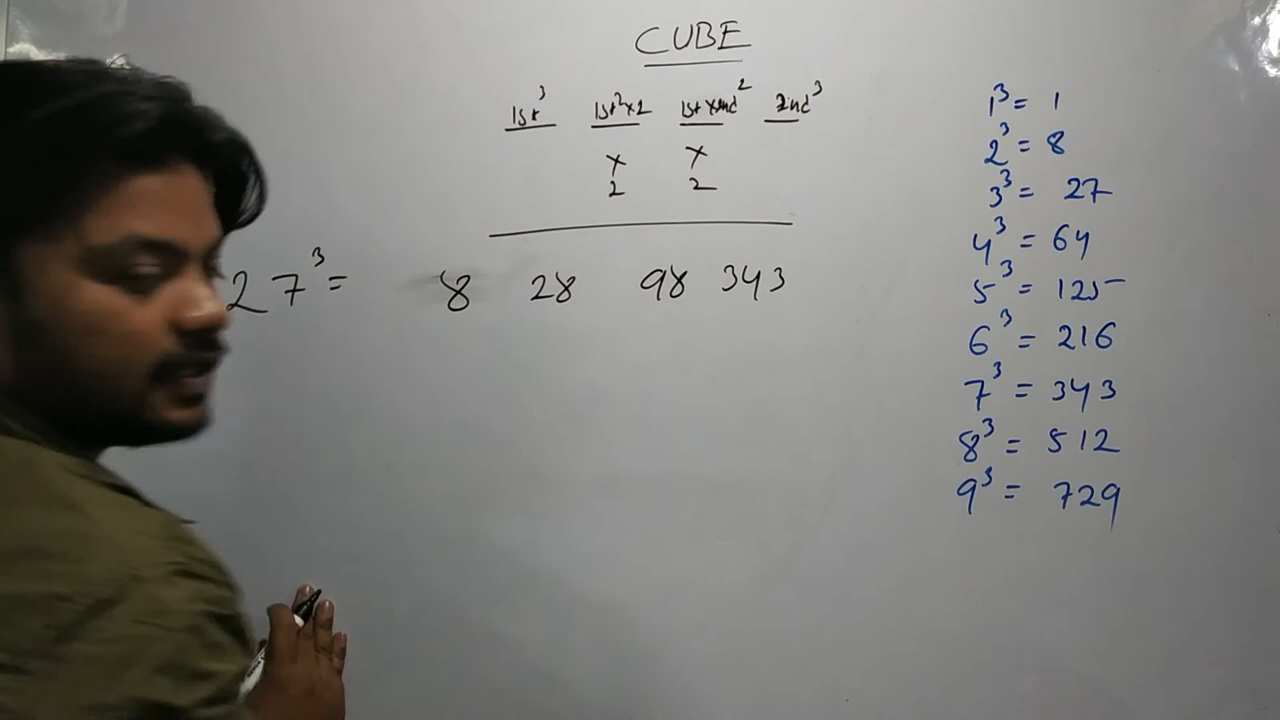 CUBE
1st³ 1st²×2 1st×2nd² 2nd³
× ×
2 2
27³ = 8 28 98 343
1³ = 1
2³ = 8
3³ = 27
4³ = 64
5³ = 125
6³ = 216
7³ = 343
8³ = 512
9³ = 729